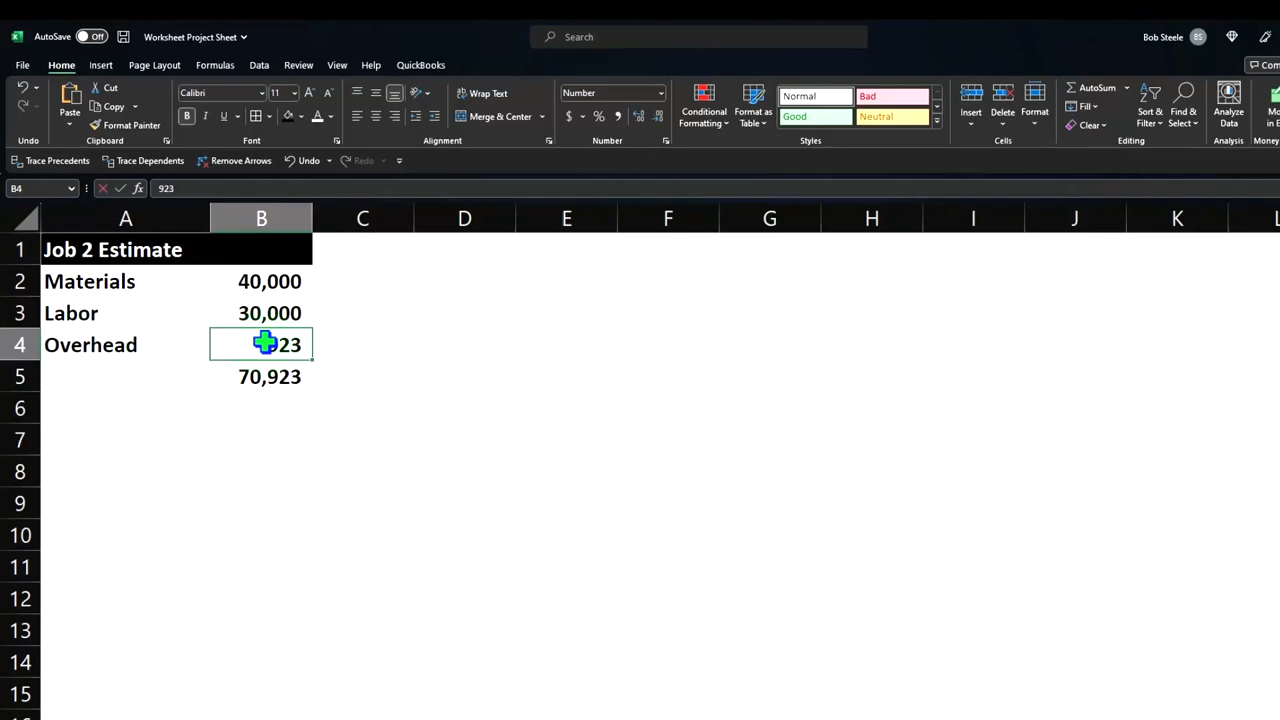 AutoSave Off Worksheet Project Sheet Search Bob Steele BS
File Home Insert Page Layout Formulas Data Review View Help QuickBooks Com
Paste Cut Copy Format Painter
Calibri 11 A A B I U A
Wrap Text Merge & Center
Number $ %
Conditional Formatting Format as Table Normal Bad Good Neutral
Insert Delete Format
AutoSum Fill Clear Sort & Filter Find & Select
Analyze Data
Undo Clipboard Font Alignment Number Styles Cells Editing Analysis
Trace Precedents Trace Dependents Remove Arrows Undo Redo
B4 fx 923
A B C D E F G H I J K L
1 Job 2 Estimate
2 Materials 40,000
3 Labor 30,000
4 Overhead 923
5 70,923
6
7
8
9
10
11
12
13
14
15